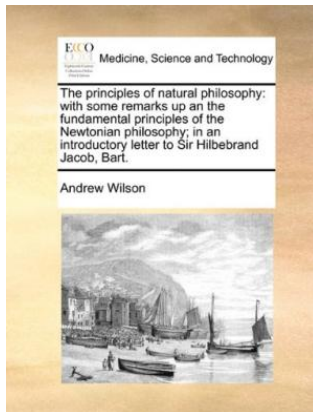 ECCO
Medicine, Science and Technology
The principles of natural philosophy:
with some remarks up an the
fundamental principles of the
Newtonian philosophy; in an
introductory letter to Sir Hilbebrand
Jacob, Bart.
Andrew Wilson